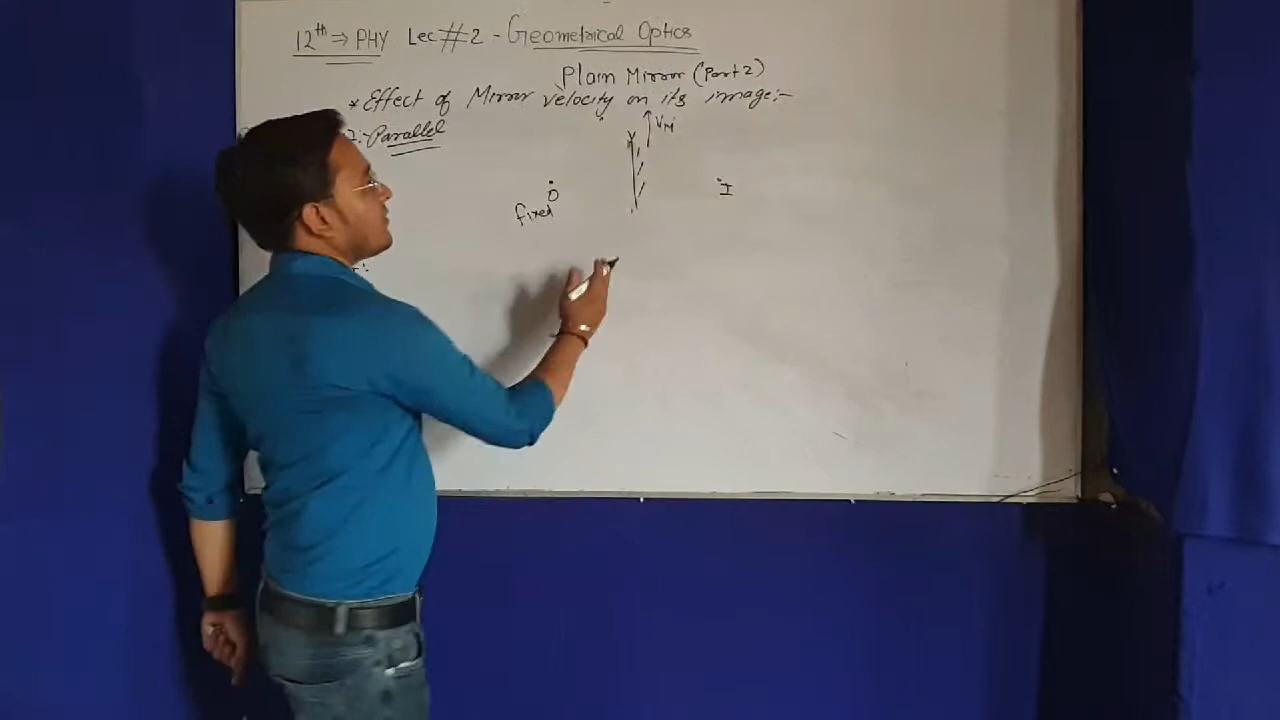 12th ⇒ PHY Lec #2 - Geometrical Optics
Plain Mirror (Part 2)
* Effect of Mirror velocity on its image:-
:- Parallel
VM
O
I
fixed